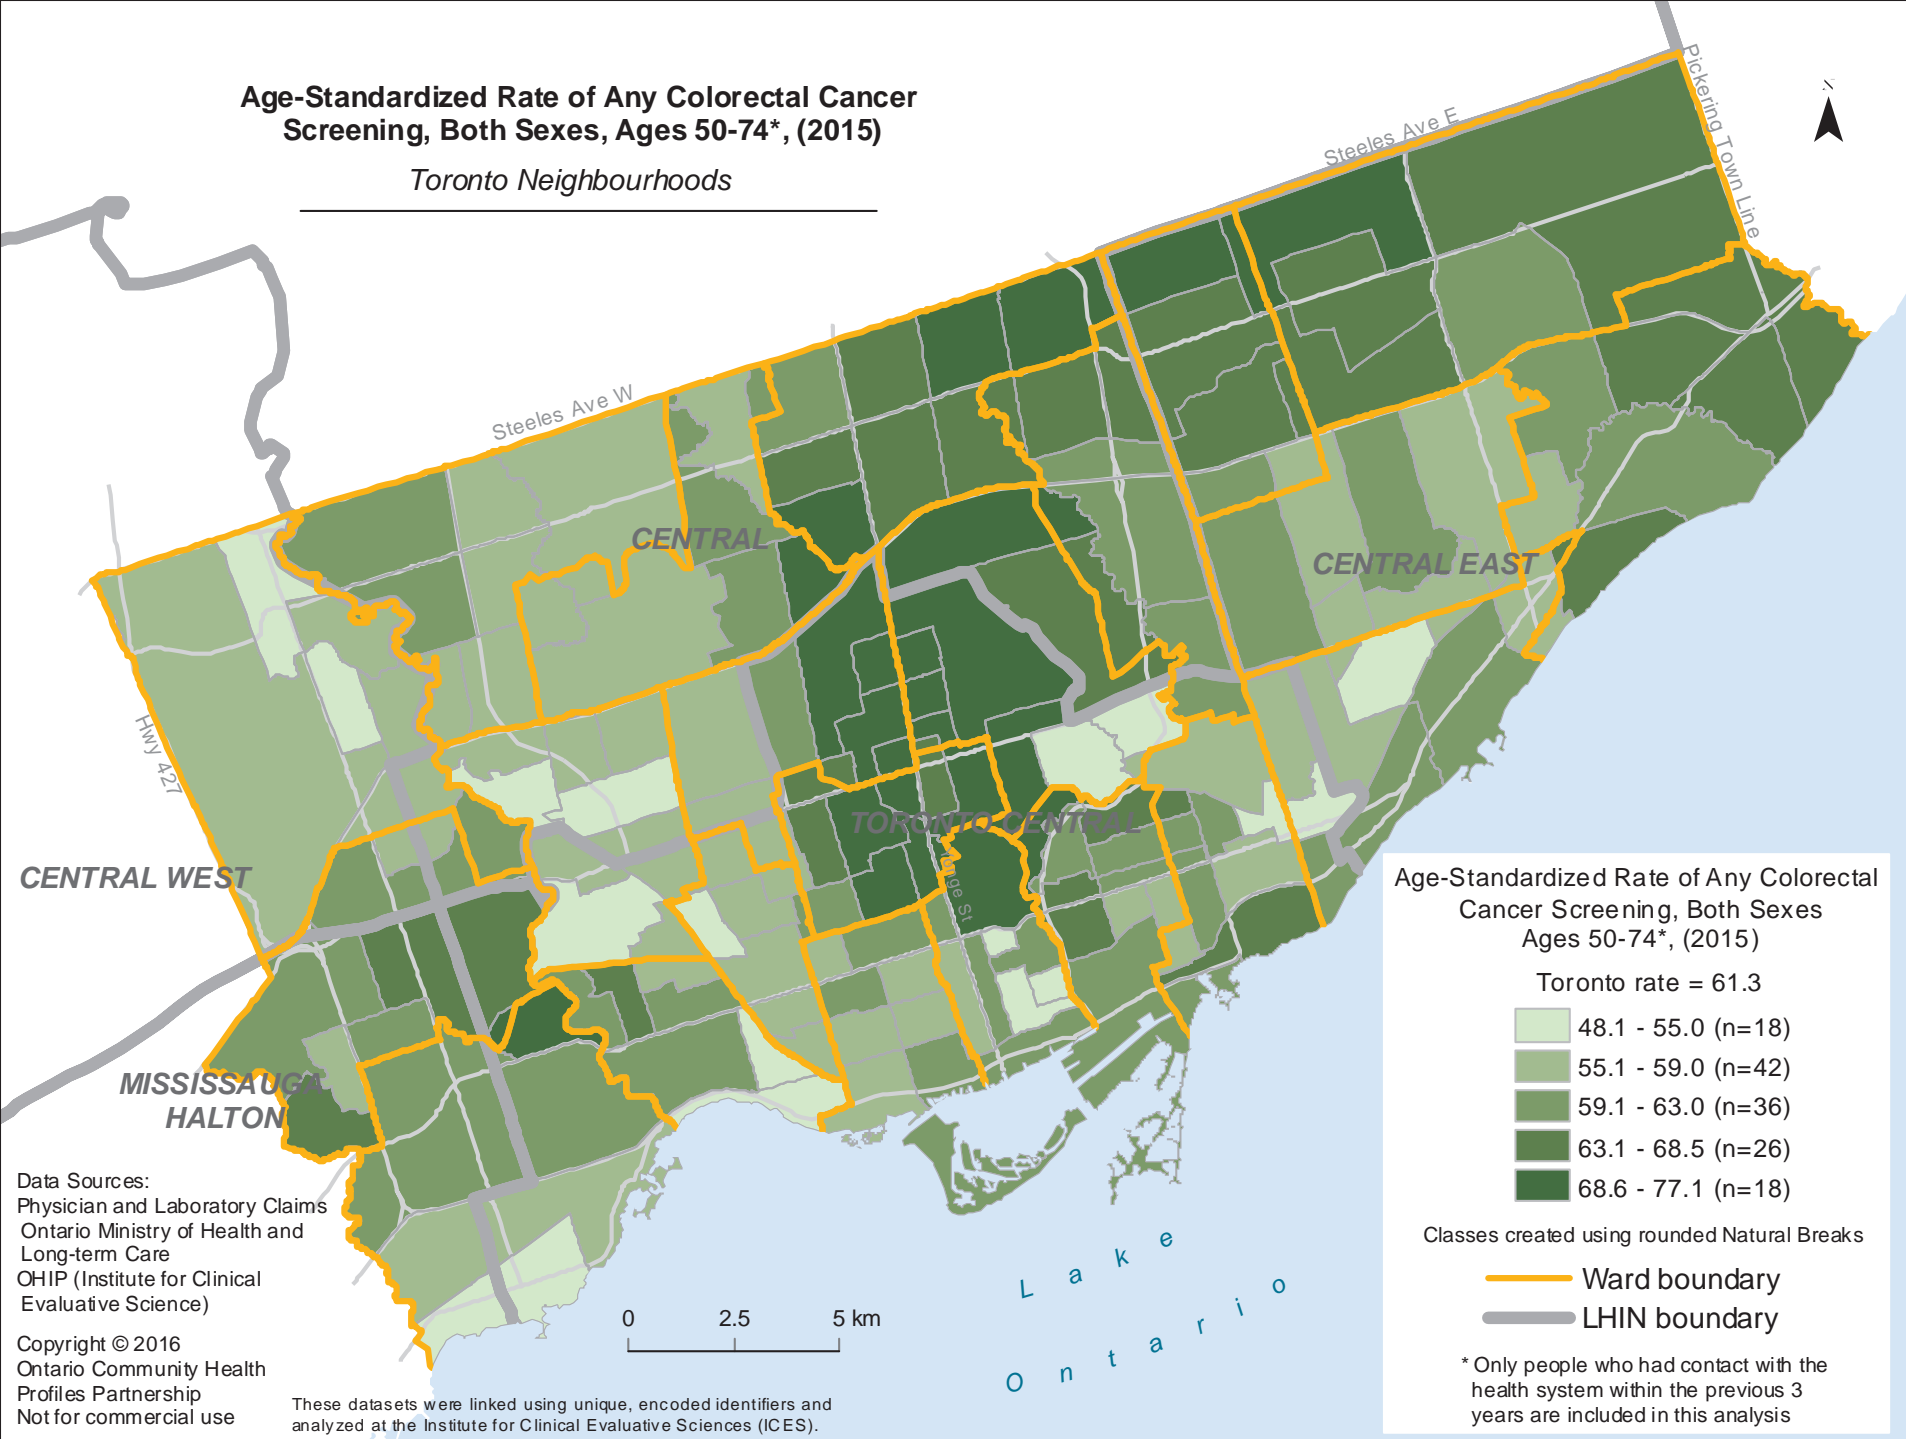 Age-Standardized Rate of Any Colorectal Cancer
Screening, Both Sexes, Ages 50-74*, (2015)
Toronto Neighbourhoods
N
Steeles Ave E
Pickering Town Line
Steeles Ave W
Hwy 427
Yonge St
CENTRAL
CENTRAL EAST
TORONTO CENTRAL
CENTRAL WEST
MISSISSAUGA
HALTON
Lake
Ontario
Age-Standardized Rate of Any Colorectal
Cancer Screening, Both Sexes
Ages 50-74*, (2015)
Toronto rate = 61.3
48.1 - 55.0 (n=18)
55.1 - 59.0 (n=42)
59.1 - 63.0 (n=36)
63.1 - 68.5 (n=26)
68.6 - 77.1 (n=18)
Classes created using rounded Natural Breaks
Ward boundary
LHIN boundary
* Only people who had contact with the
health system within the previous 3
years are included in this analysis
Data Sources:
Physician and Laboratory Claims
Ontario Ministry of Health and
Long-term Care
OHIP (Institute for Clinical
Evaluative Science)
Copyright © 2016
Ontario Community Health
Profiles Partnership
Not for commercial use
0 2.5 5 km
These datasets were linked using unique, encoded identifiers and
analyzed at the Institute for Clinical Evaluative Sciences (ICES).